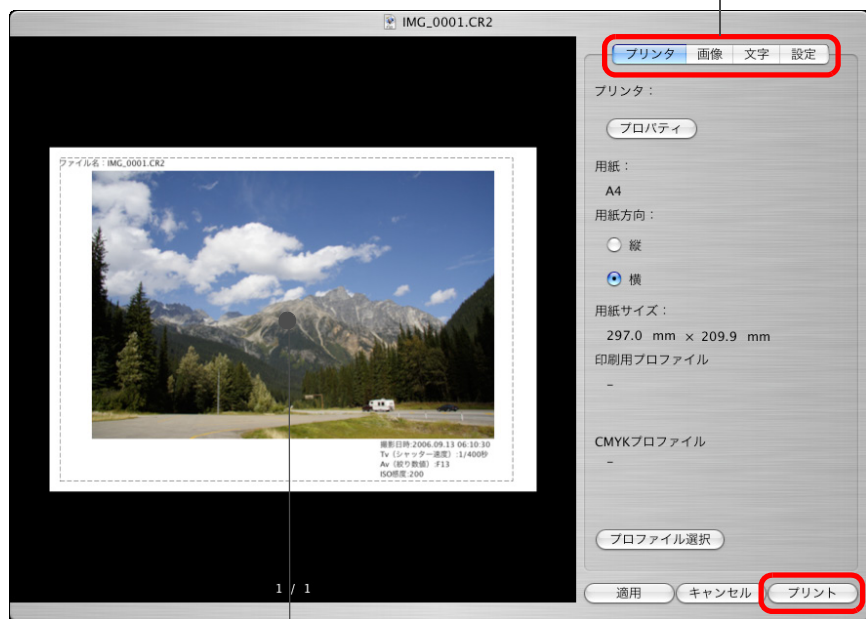 IMG_0001.CR2
プリンタ 画像 文字 設定
プリンタ：
プロパティ
用紙：
A4
用紙方向：
縦
横
用紙サイズ：
297.0 mm × 209.9 mm
印刷用プロファイル
–
CMYKプロファイル
–
プロファイル選択
適用 キャンセル プリント
ファイル名：IMG_0001.CR2
撮影日時:2006.09.13 06:10:30
Tv（シャッター速度）:1/400秒
Av（絞り数値）:F13
ISO感度:200
1 / 1